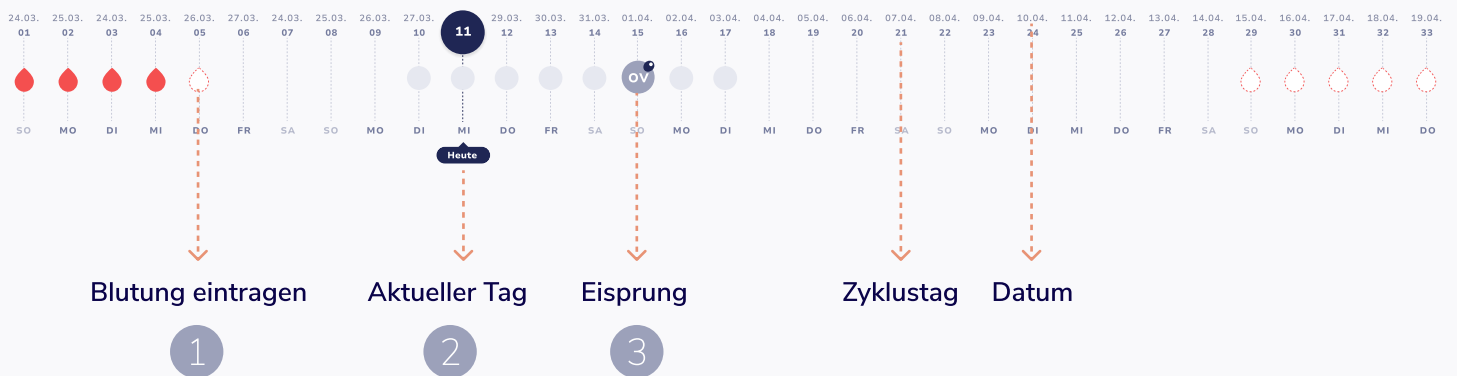 24.03. 25.03. 24.03. 25.03. 26.03. 27.03. 24.03. 25.03. 26.03. 27.03. 29.03. 30.03. 31.03. 01.04. 02.04. 03.04. 04.04. 05.04. 06.04. 07.04. 08.04. 09.04. 10.04. 11.04. 12.04. 13.04. 14.04. 15.04. 16.04. 17.04. 18.04. 19.04.
01 02 03 04 05 06 07 08 09 10 11 12 13 14 15 16 17 18 19 20 21 22 23 24 25 26 27 28 29 30 31 32 33
OV
SO MO DI MI DO FR SA SO MO DI MI DO FR SA SO MO DI MI DO FR SA SO MO DI MI DO FR SA SO MO DI MI DO
Heute
Blutung eintragen Aktueller Tag Eisprung Zyklustag Datum
1 2 3